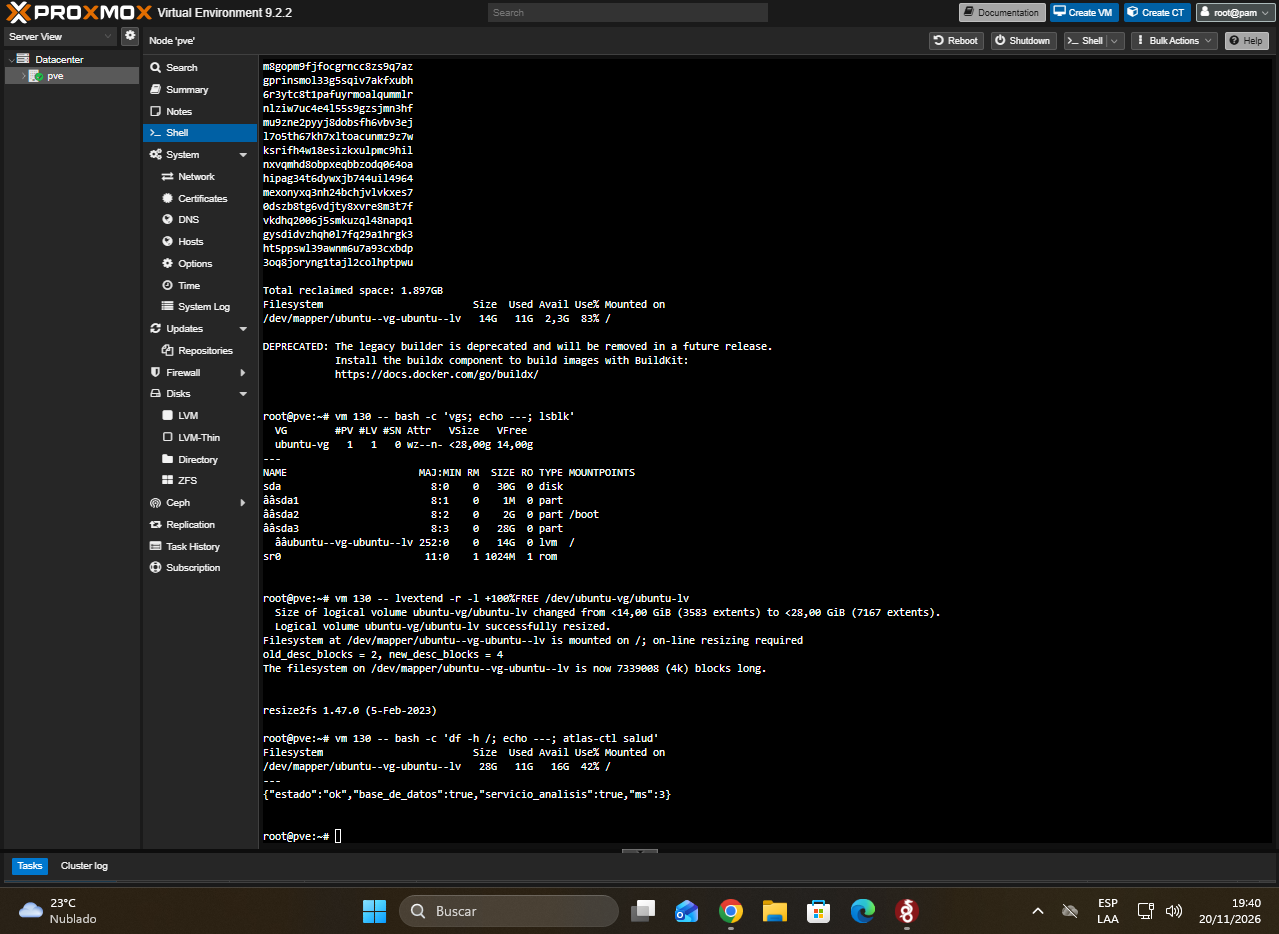 PROXMOX Virtual Environment 9.2.2
Search
Documentation
Create VM
Create CT
root@pam
Server View
Node 'pve'
Reboot
Shutdown
Shell
Bulk Actions
Help
Datacenter
pve
Search
Summary
Notes
Shell
System
Network
Certificates
DNS
Hosts
Options
Time
System Log
Updates
Repositories
Firewall
Disks
LVM
LVM-Thin
Directory
ZFS
Ceph
Replication
Task History
Subscription
m8gopm9fjfocgrncc8zs9q7az
gprinsmol33g5sqiv7akfxubh
6r3ytc8t1pafuyrmoalqummlr
nlziw7uc4e4l55s9gzsjmn3hf
mu9zne2pyyj8dobsfh6vbv3ej
l7o5th67kh7xltoacunmz9z7w
ksrifh4w18esizkxulpmc9hil
nxvqmhd8obpxeqbbzodq064oa
hipag34t6dywxjb744uil4964
mexonyxq3nh24bchjvlvkxes7
0dszb8tg6vdjty8xvre8m3t7f
vkdhq2006j5smkuzql48napq1
gysdidvzhqh0l7fq29a1hrgk3
ht5ppswl39awnm6u7a93cxbdp
3oq8joryng1tajl2colhptpwu
Total reclaimed space: 1.897GB
Filesystem                         Size  Used Avail Use% Mounted on
/dev/mapper/ubuntu--vg-ubuntu--lv   14G   11G  2,3G  83% /
DEPRECATED: The legacy builder is deprecated and will be removed in a future release.
            Install the buildx component to build images with BuildKit:
            https://docs.docker.com/go/buildx/
root@pve:~# vm 130 -- bash -c 'vgs; echo ---; lsblk'
  VG        #PV #LV #SN Attr   VSize   VFree
  ubuntu-vg   1   1   0 wz--n- <28,00g 14,00g
---
NAME                      MAJ:MIN RM  SIZE RO TYPE MOUNTPOINTS
sda                         8:0    0   30G  0 disk
ââsda1                      8:1    0    1M  0 part
ââsda2                      8:2    0    2G  0 part /boot
ââsda3                      8:3    0   28G  0 part
  ââubuntu--vg-ubuntu--lv 252:0    0   14G  0 lvm  /
sr0                        11:0    1 1024M  1 rom
root@pve:~# vm 130 -- lvextend -r -l +100%FREE /dev/ubuntu-vg/ubuntu-lv
  Size of logical volume ubuntu-vg/ubuntu-lv changed from <14,00 GiB (3583 extents) to <28,00 GiB (7167 extents).
  Logical volume ubuntu-vg/ubuntu-lv successfully resized.
Filesystem at /dev/mapper/ubuntu--vg-ubuntu--lv is mounted on /; on-line resizing required
old_desc_blocks = 2, new_desc_blocks = 4
The filesystem on /dev/mapper/ubuntu--vg-ubuntu--lv is now 7339008 (4k) blocks long.
resize2fs 1.47.0 (5-Feb-2023)
root@pve:~# vm 130 -- bash -c 'df -h /; echo ---; atlas-ctl salud'
Filesystem                         Size  Used Avail Use% Mounted on
/dev/mapper/ubuntu--vg-ubuntu--lv   28G   11G   16G  42% /
---
{"estado":"ok","base_de_datos":true,"servicio_analisis":true,"ms":3}
root@pve:~#
Tasks
Cluster log
23°C
Nublado
Buscar
ESP
LAA
19:40
20/11/2026